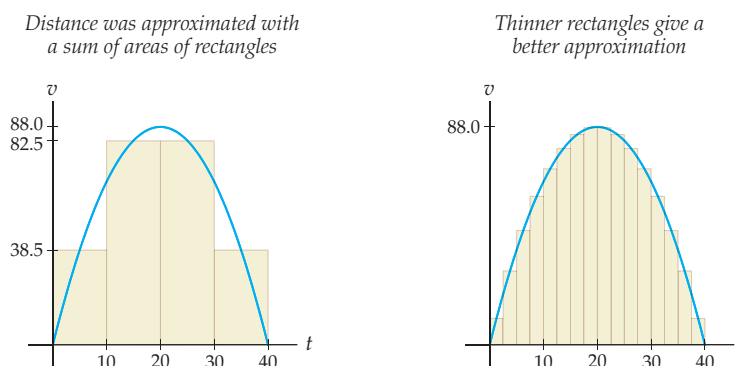 Distance was approximated with
a sum of areas of rectangles
v
88.0
82.5
38.5
10 20 30 40 t
Thinner rectangles give a
better approximation
v
88.0
10 20 30 40